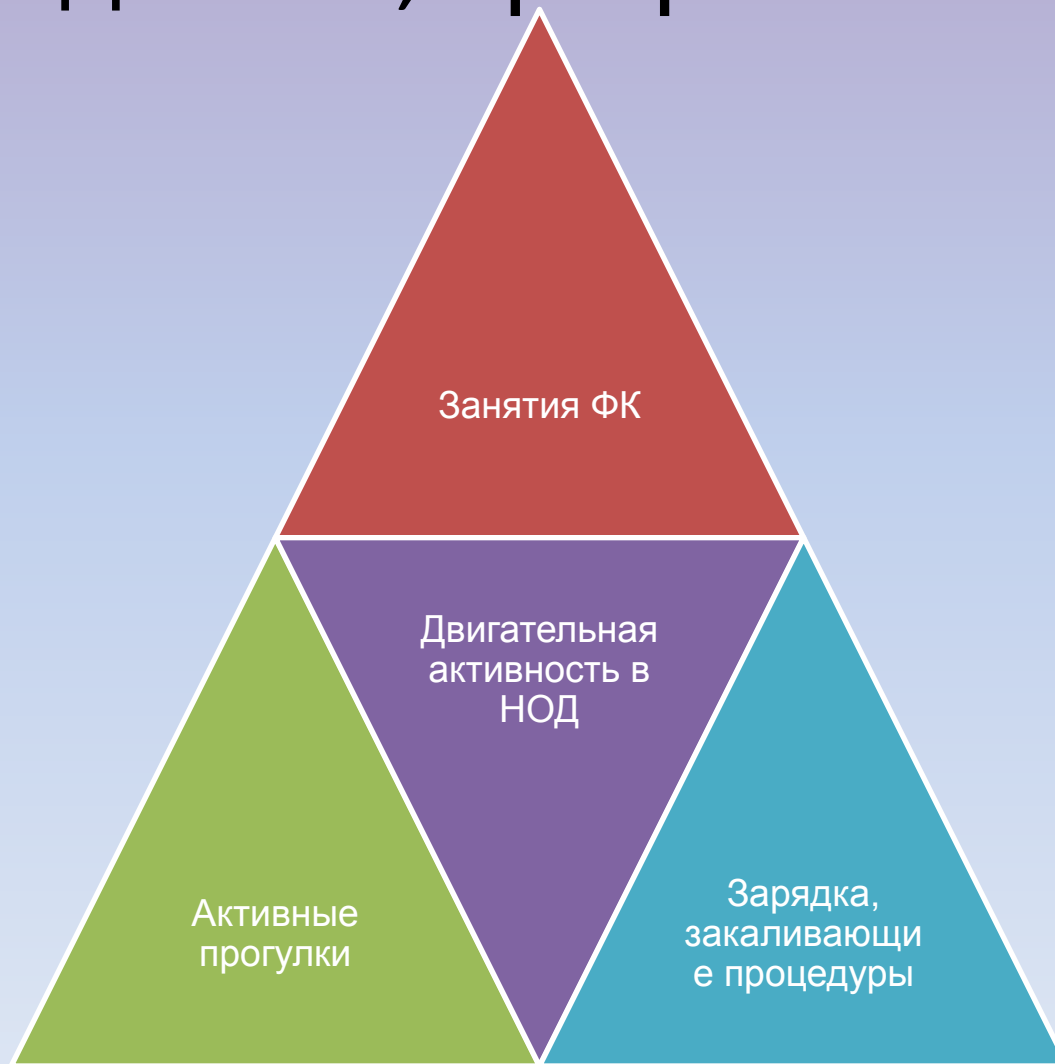 Занятия ФК
Двигательная
активность в
НОД
Активные
прогулки
Зарядка,
закаливающи
е процедуры